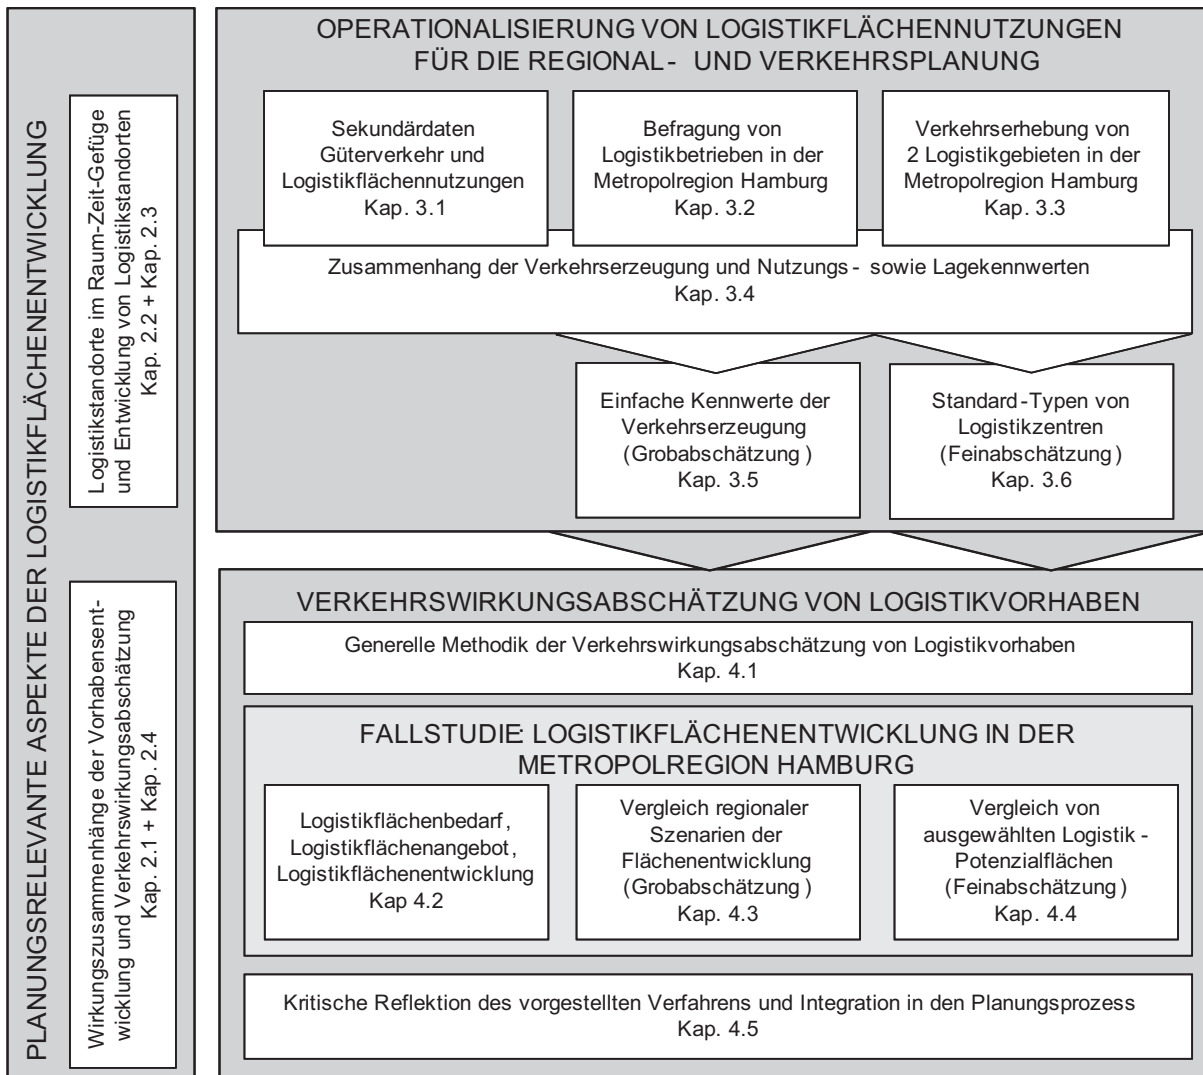 PLANUNGSRELEVANTE ASPEKTE DER LOGISTIKFLÄCHENENTWICKLUNG
Logistikstandorte im Raum-Zeit-Gefüge
und Entwicklung von Logistikstandorten
Kap. 2.2 + Kap. 2.3
Wirkungszusammenhänge der Vorhabensent-
wicklung und Verkehrswirkungsabschätzung
Kap. 2.1 + Kap. 2.4
OPERATIONALISIERUNG VON LOGISTIKFLÄCHENNUTZUNGEN
FÜR DIE REGIONAL- UND VERKEHRSPLANUNG
Sekundärdaten
Güterverkehr und
Logistikflächennutzungen
Kap. 3.1
Befragung von
Logistikbetrieben in der
Metropolregion Hamburg
Kap. 3.2
Verkehrserhebung von
2 Logistikgebieten in der
Metropolregion Hamburg
Kap. 3.3
Zusammenhang der Verkehrserzeugung und Nutzungs- sowie Lagekennwerten
Kap. 3.4
Einfache Kennwerte der
Verkehrserzeugung
(Grobabschätzung)
Kap. 3.5
Standard-Typen von
Logistikzentren
(Feinabschätzung)
Kap. 3.6
VERKEHRSWIRKUNGSABSCHÄTZUNG VON LOGISTIKVORHABEN
Generelle Methodik der Verkehrswirkungsabschätzung von Logistikvorhaben
Kap. 4.1
FALLSTUDIE: LOGISTIKFLÄCHENENTWICKLUNG IN DER
METROPOLREGION HAMBURG
Logistikflächenbedarf,
Logistikflächenangebot,
Logistikflächenentwicklung
Kap 4.2
Vergleich regionaler
Szenarien der
Flächenentwicklung
(Grobabschätzung)
Kap. 4.3
Vergleich von
ausgewählten Logistik-
Potenzialflächen
(Feinabschätzung)
Kap. 4.4
Kritische Reflektion des vorgestellten Verfahrens und Integration in den Planungsprozess
Kap. 4.5